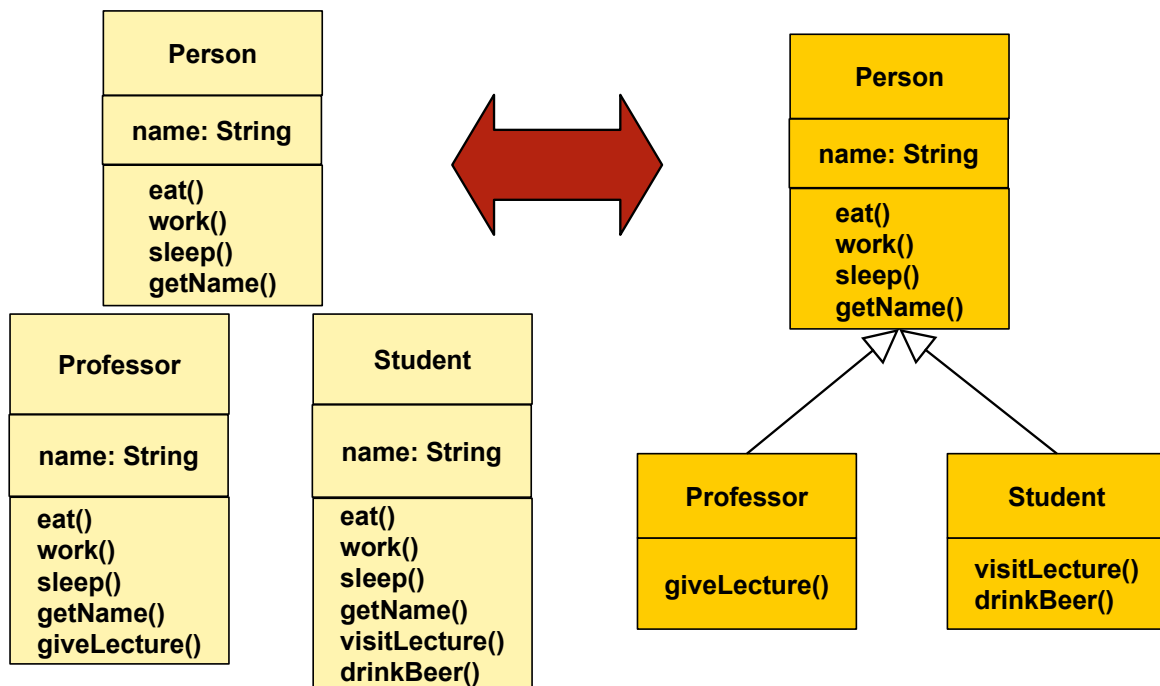 Person
name: String
eat()
work()
sleep()
getName()
Professor
name: String
eat()
work()
sleep()
getName()
giveLecture()
Student
name: String
eat()
work()
sleep()
getName()
visitLecture()
drinkBeer()
Person
name: String
eat()
work()
sleep()
getName()
Professor
giveLecture()
Student
visitLecture()
drinkBeer()